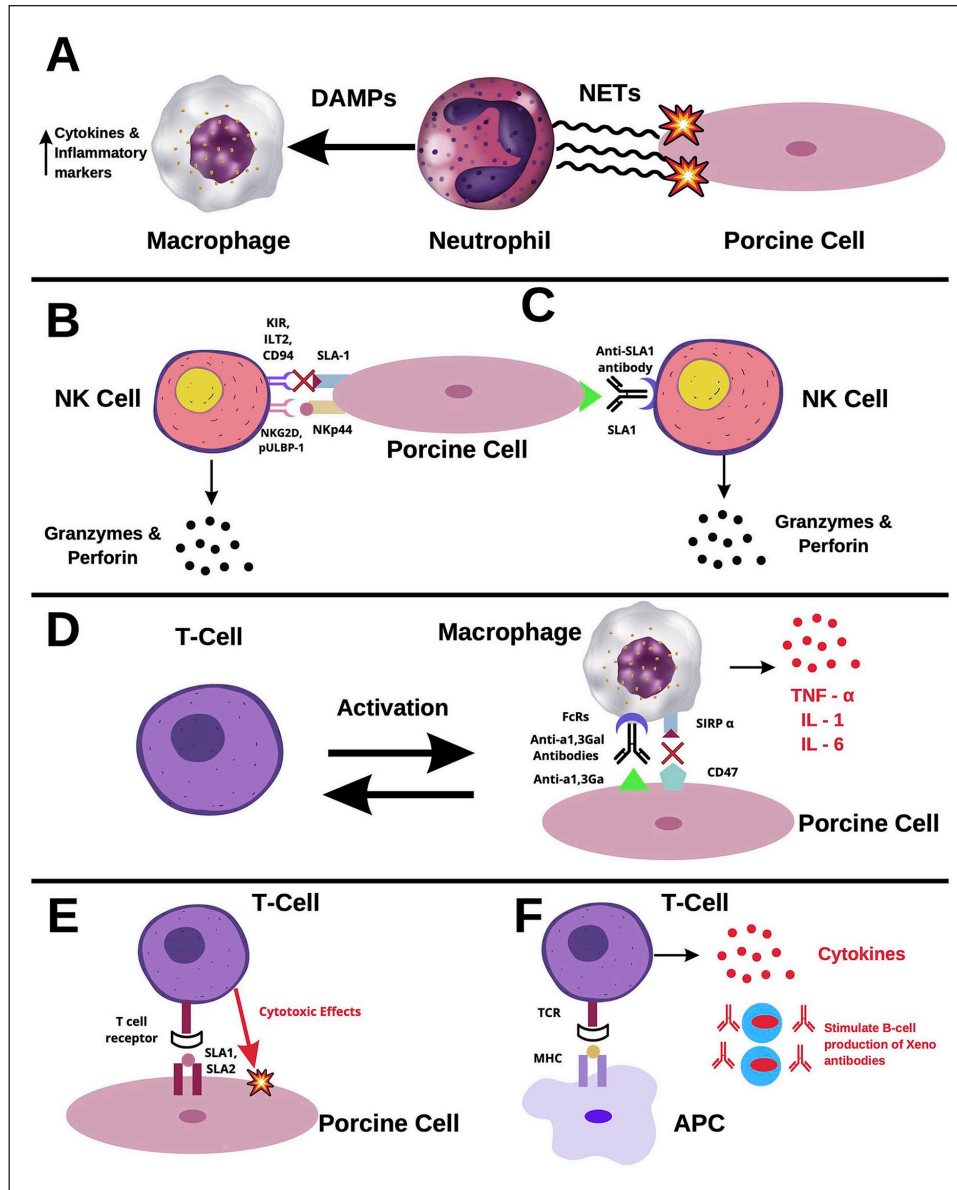 A
DAMPs
NETs
Cytokines &
Inflammatory
markers
Macrophage
Neutrophil
Porcine Cell
B
KIR,
ILT2,
CD94
SLA-1
NK Cell
NKG2D,
pULBP-1
NKp44
Porcine Cell
Granzymes &
Perforin
C
Anti-SLA1
antibody
SLA1
NK Cell
Granzymes &
Perforin
D
T-Cell
Activation
Macrophage
FcRs
Anti-a1,3Gal
Antibodies
Anti-a1,3Ga
SIRP α
CD47
TNF - α
IL - 1
IL - 6
Porcine Cell
E
T-Cell
T cell
receptor
Cytotoxic Effects
SLA1,
SLA2
Porcine Cell
F
T-Cell
TCR
MHC
APC
Cytokines
Stimulate B-cell
production of Xeno
antibodies